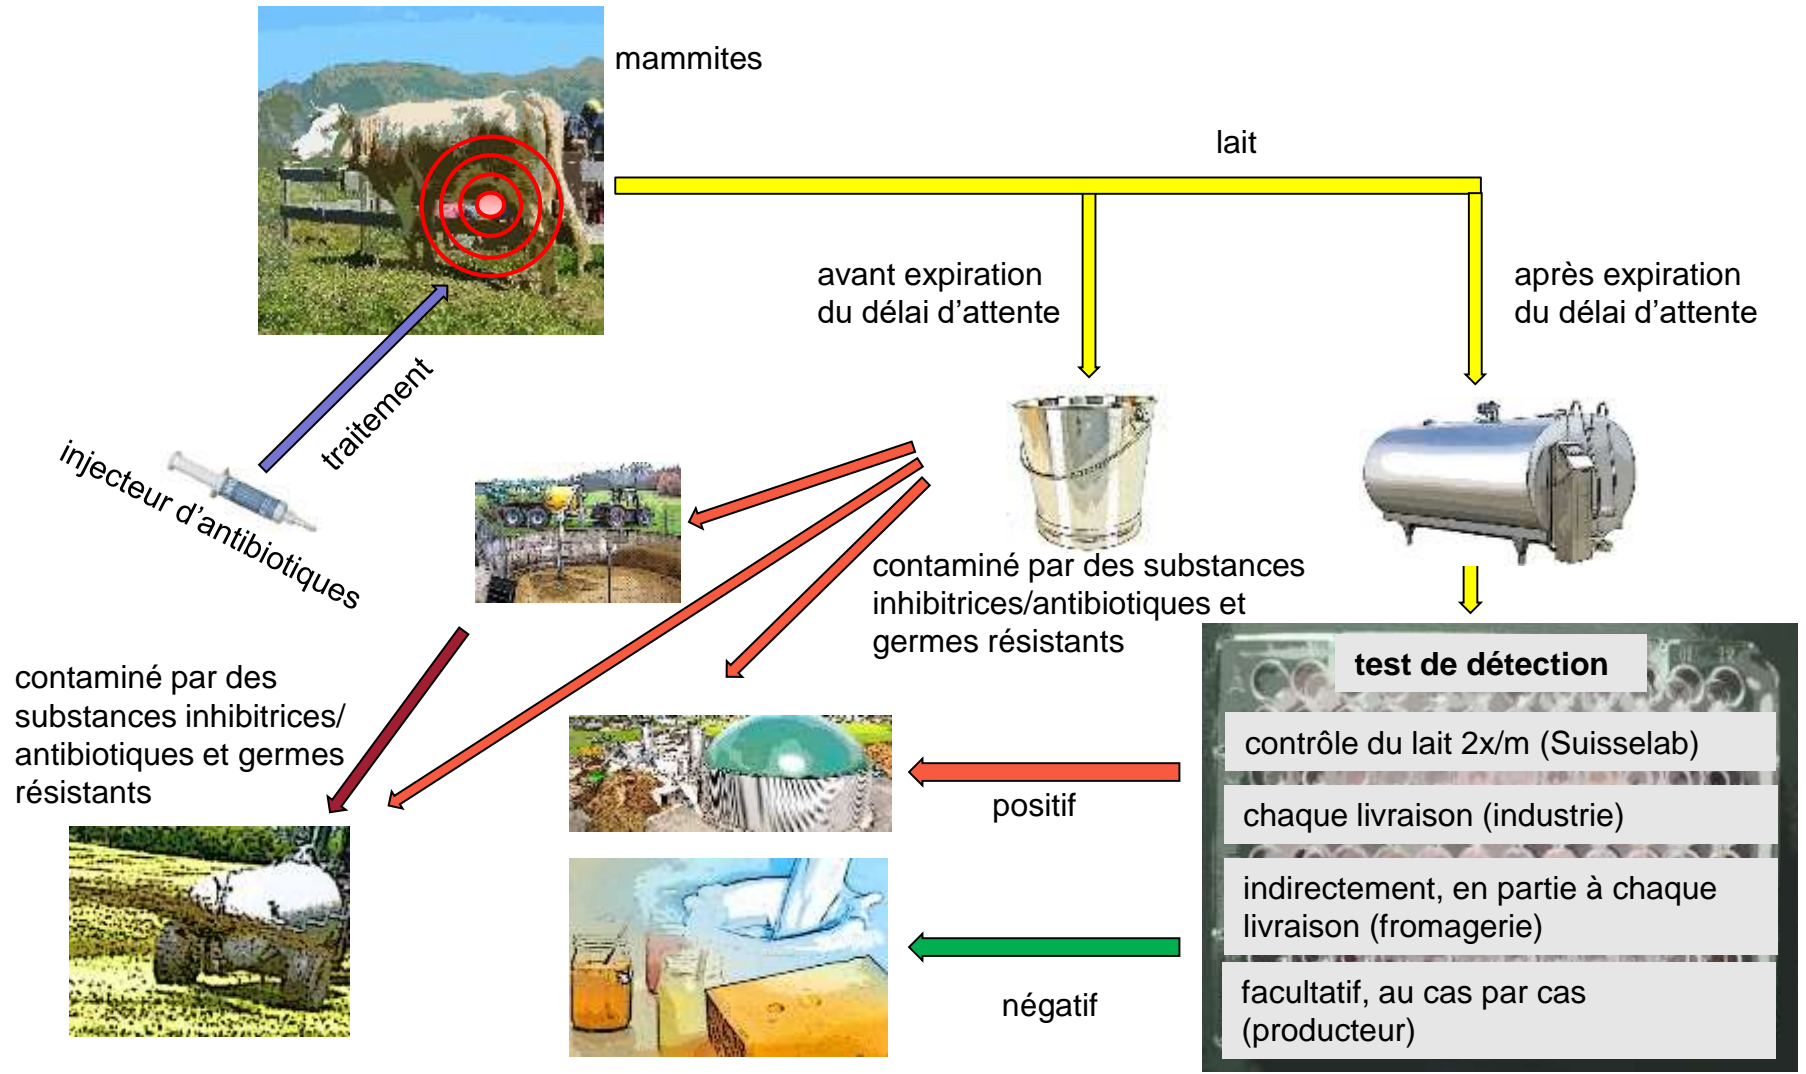 mammites
lait
avant expiration
du délai d’attente
après expiration
du délai d’attente
traitement
injecteur d’antibiotiques
contaminé par des substances
inhibitrices/antibiotiques et
germes résistants
contaminé par des
substances inhibitrices/
antibiotiques et germes
résistants
test de détection
contrôle du lait 2x/m (Suisselab)
chaque livraison (industrie)
indirectement, en partie à chaque
livraison (fromagerie)
facultatif, au cas par cas
(producteur)
positif
négatif